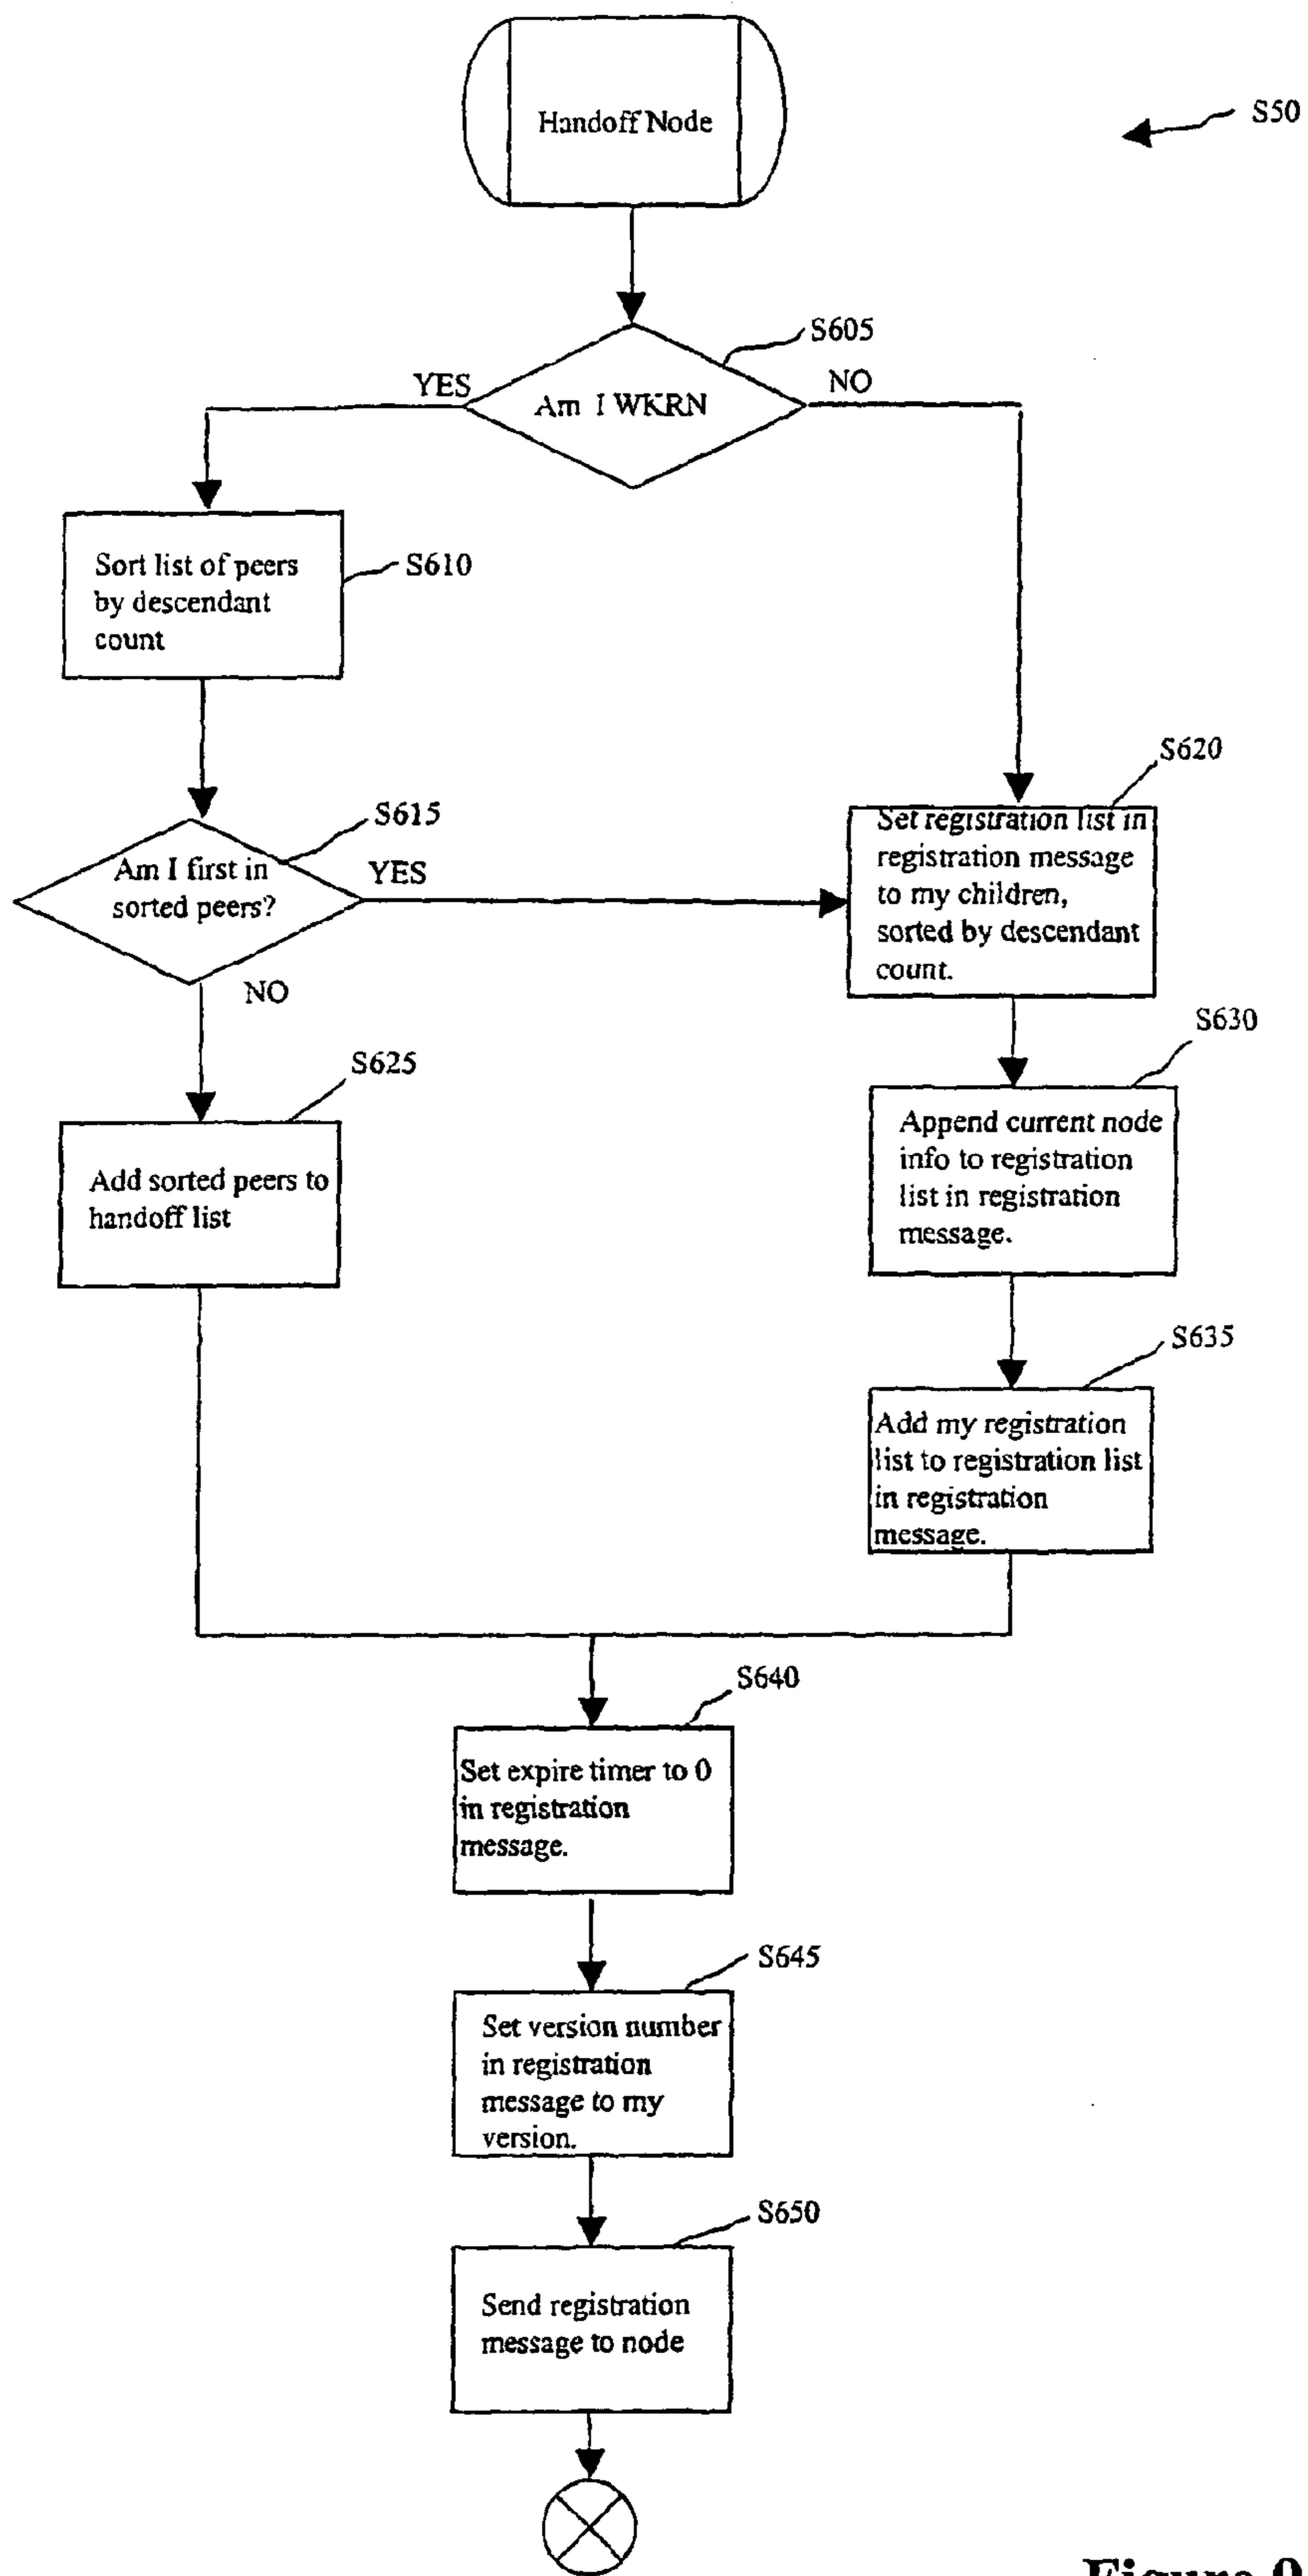 Handoff Node
S50
S605
YES
NO
Am I WKRN
Sort list of peers
by descendant
count
S610
S620
S615
Am I first in
sorted peers?
YES
NO
Set registration list in
registration message
to my children,
sorted by descendant
count.
S630
S625
Append current node
info to registration
list in registration
message.
Add sorted peers to
handoff list
S635
Add my registration
list to registration list
in registration
message.
S640
Set expire timer to 0
in registration
message.
S645
Set version number
in registration
message to my
version.
S650
Send registration
message to node
Figure